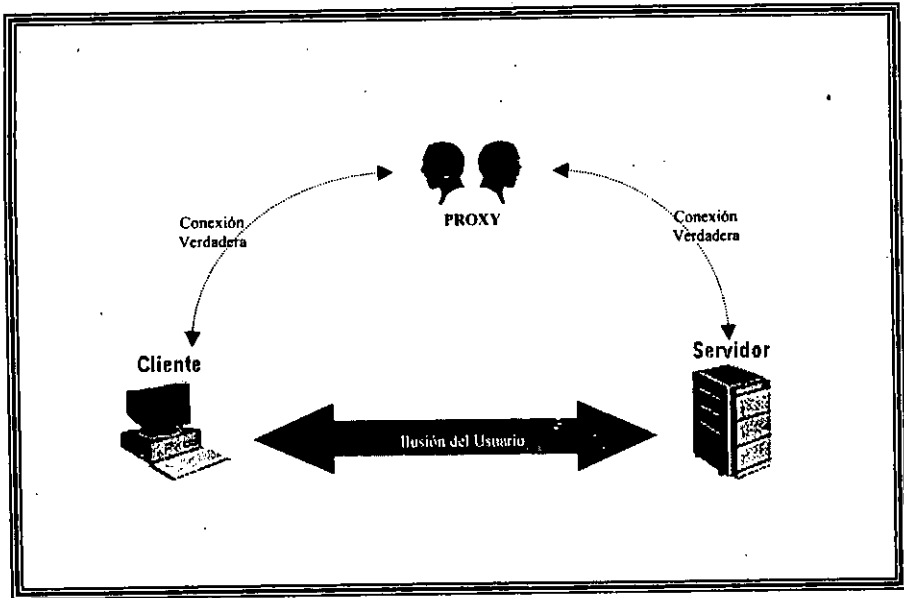 PROXY
Conexión
Verdadera
Conexión
Verdadera
Cliente
Servidor
Ilusión del Usuario